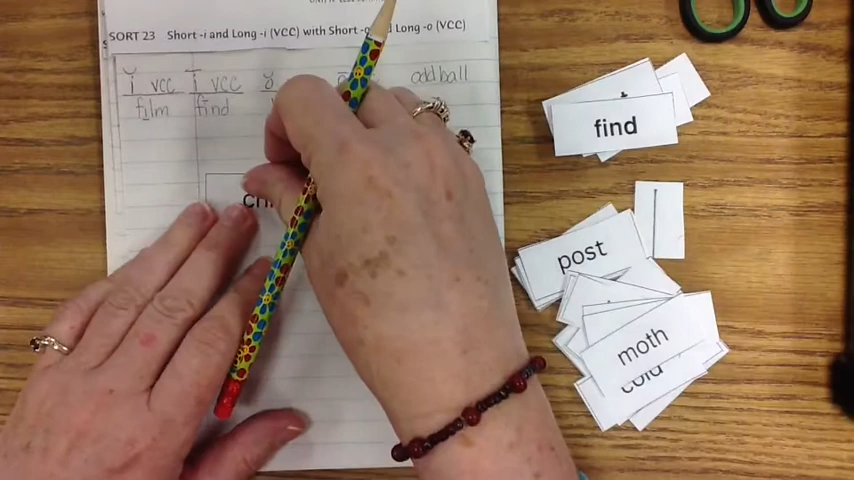 SORT 23 Short -i and Long -i (VCC) with Short -o and Long -o (VCC)
ĭ VCC ī VCC ŏ oddball
film find
find
post
moth
cold